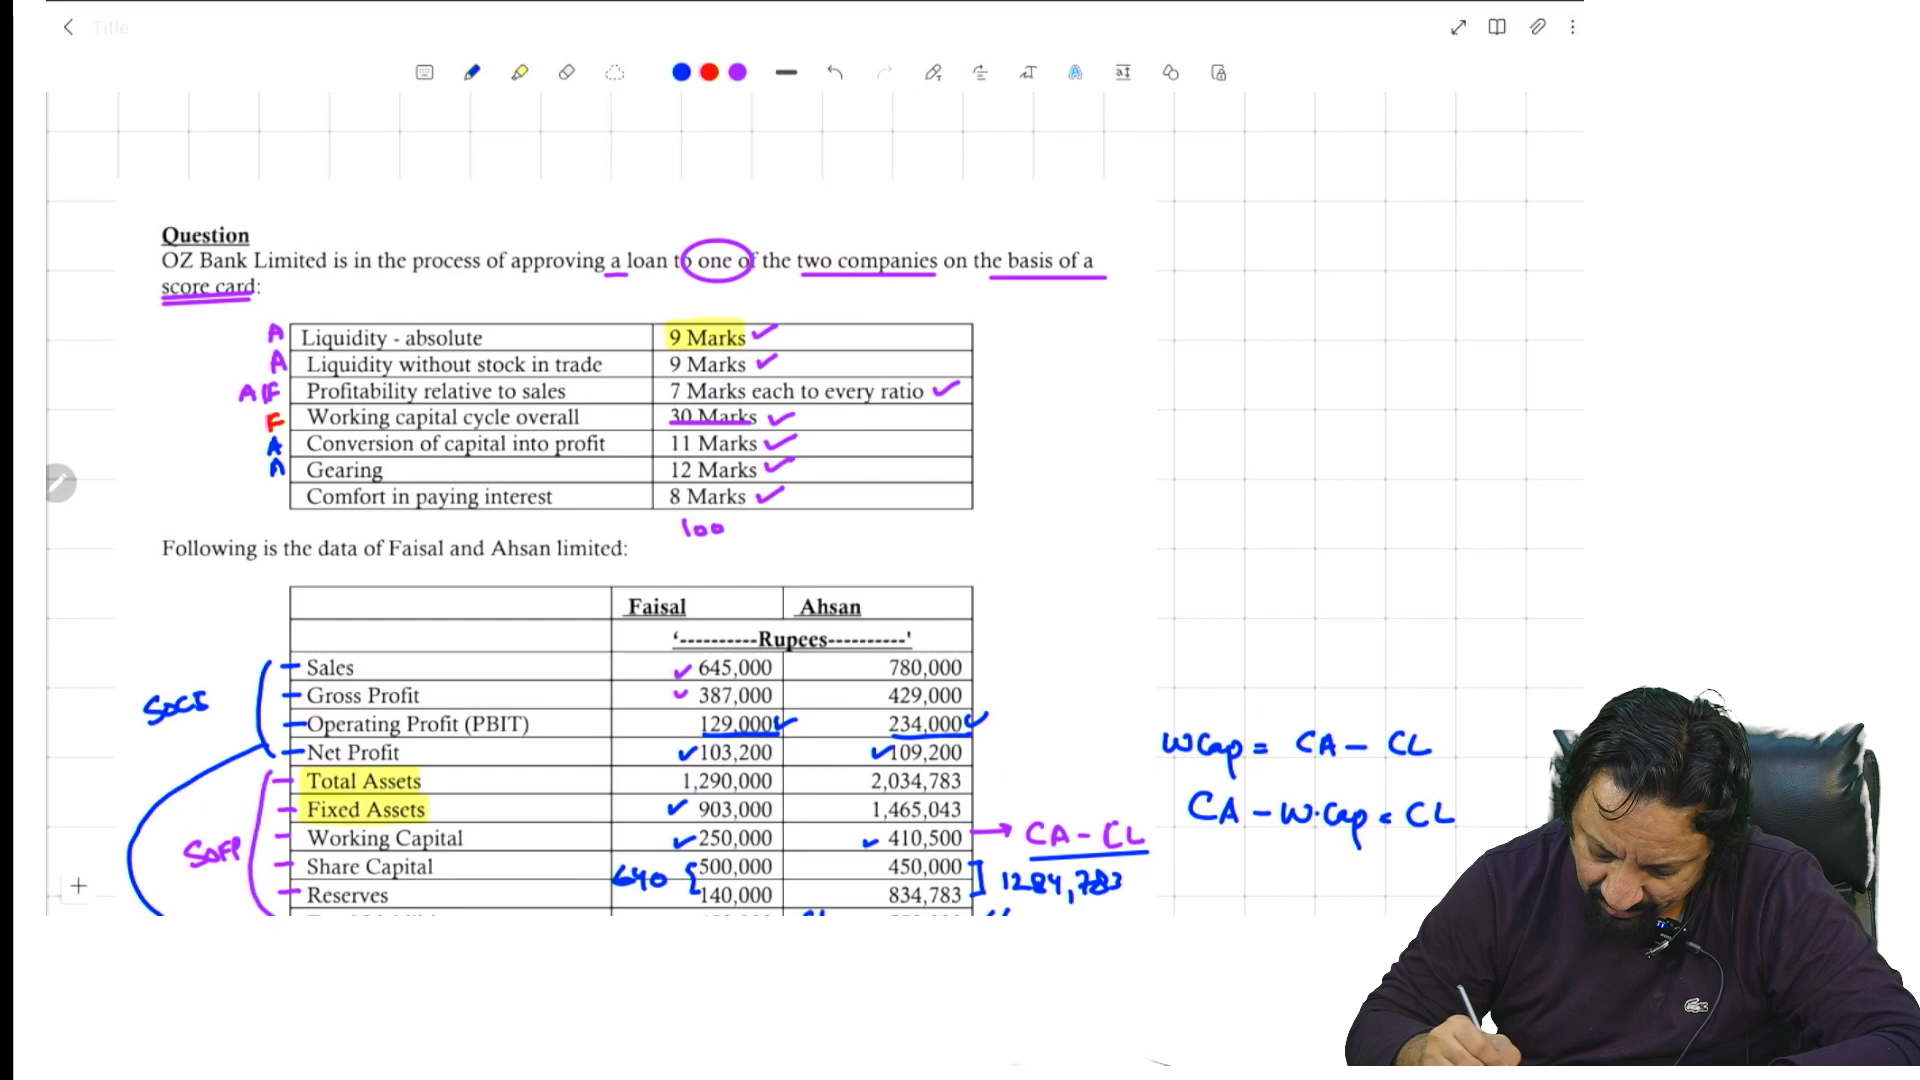 Title
Question
OZ Bank Limited is in the process of approving a loan to one of the two companies on the basis of a
score card:
A Liquidity - absolute 9 Marks
A Liquidity without stock in trade 9 Marks
A/F Profitability relative to sales 7 Marks each to every ratio
F Working capital cycle overall 30 Marks
A Conversion of capital into profit 11 Marks
A Gearing 12 Marks
Comfort in paying interest 8 Marks
100
Following is the data of Faisal and Ahsan limited:
Faisal Ahsan
'----------Rupees----------'
Sales 645,000 780,000
Gross Profit 387,000 429,000
SOCI
Operating Profit (PBIT) 129,000 234,000
Net Profit 103,200 109,200
Total Assets 1,290,000 2,034,783
Fixed Assets 903,000 1,465,043
Working Capital 250,000 410,500 → CA - CL
SOFP
Share Capital 500,000 450,000
640 1284,783
Reserves 140,000 834,783
W Cap = CA - CL
CA - W.Cap = CL